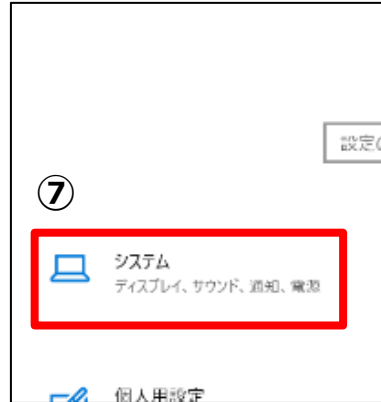 設定の
⑦
システム
ディスプレイ、サウンド、通知、電源
個人用設定